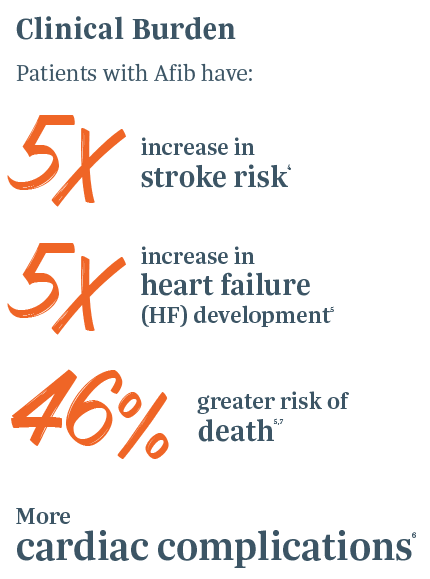 Clinical Burden
Patients with Afib have:
5X
increase in
stroke risk⁴
5X
increase in
heart failure
(HF) development⁵
46%
greater risk of
death⁵,⁷
More
cardiac complications⁶